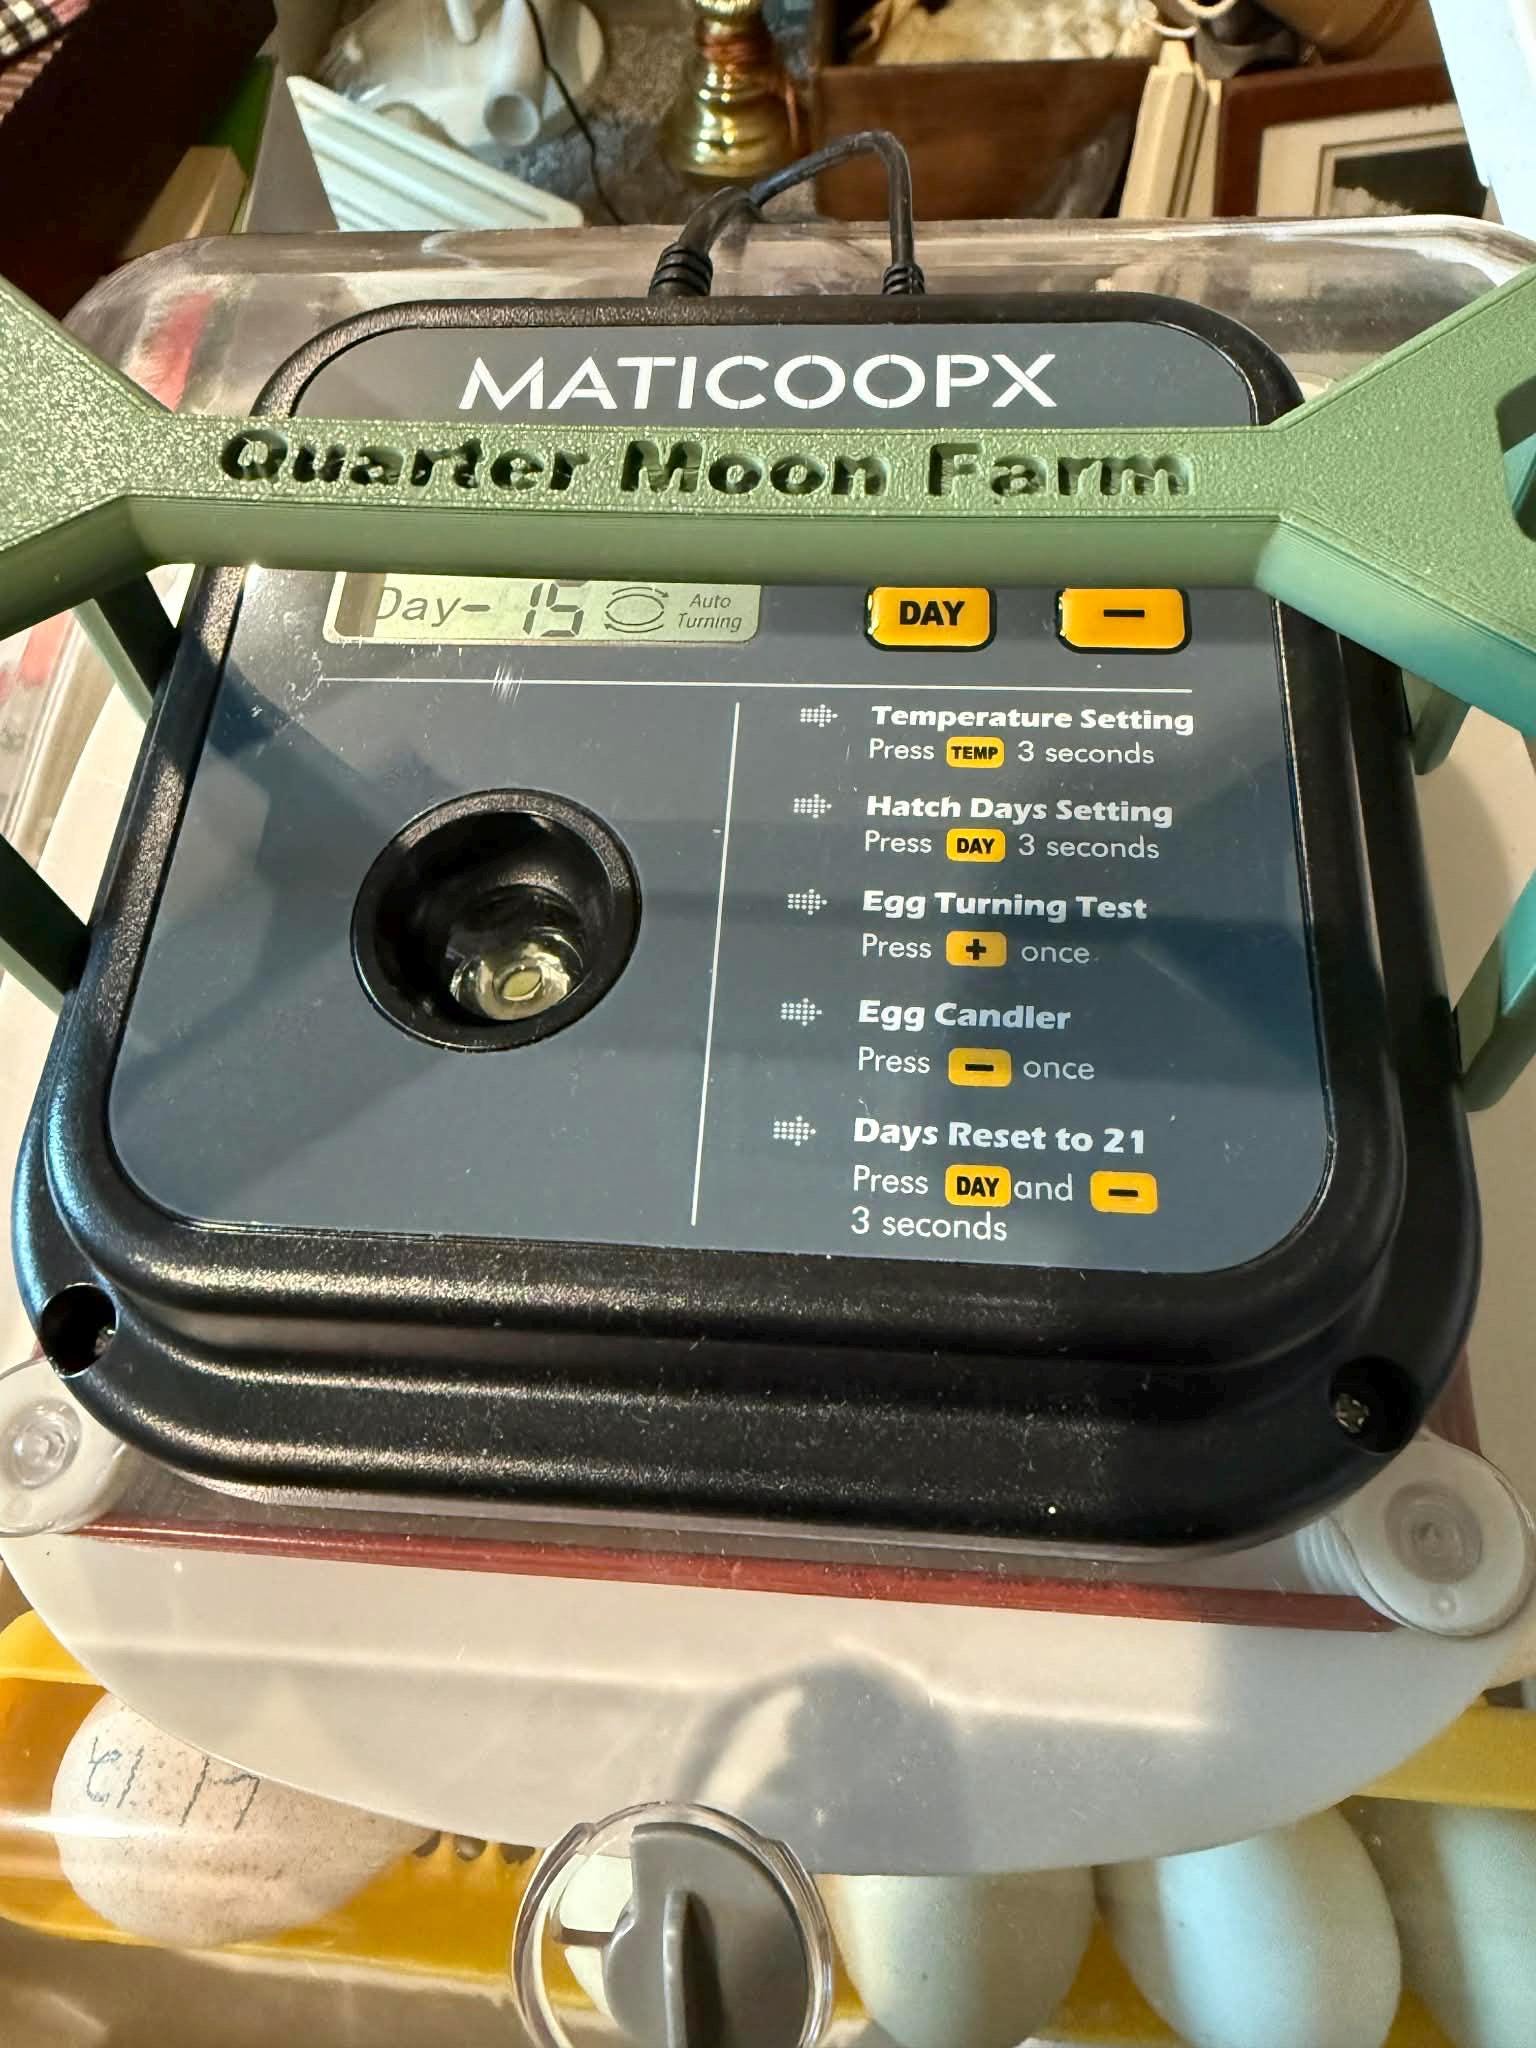 MATICOOPX
Quarter Moon Farm
Day- 15 Auto Turning
DAY −
Temperature Setting
Press TEMP 3 seconds
Hatch Days Setting
Press DAY 3 seconds
Egg Turning Test
Press + once
Egg Candler
Press − once
Days Reset to 21
Press DAY and −
3 seconds